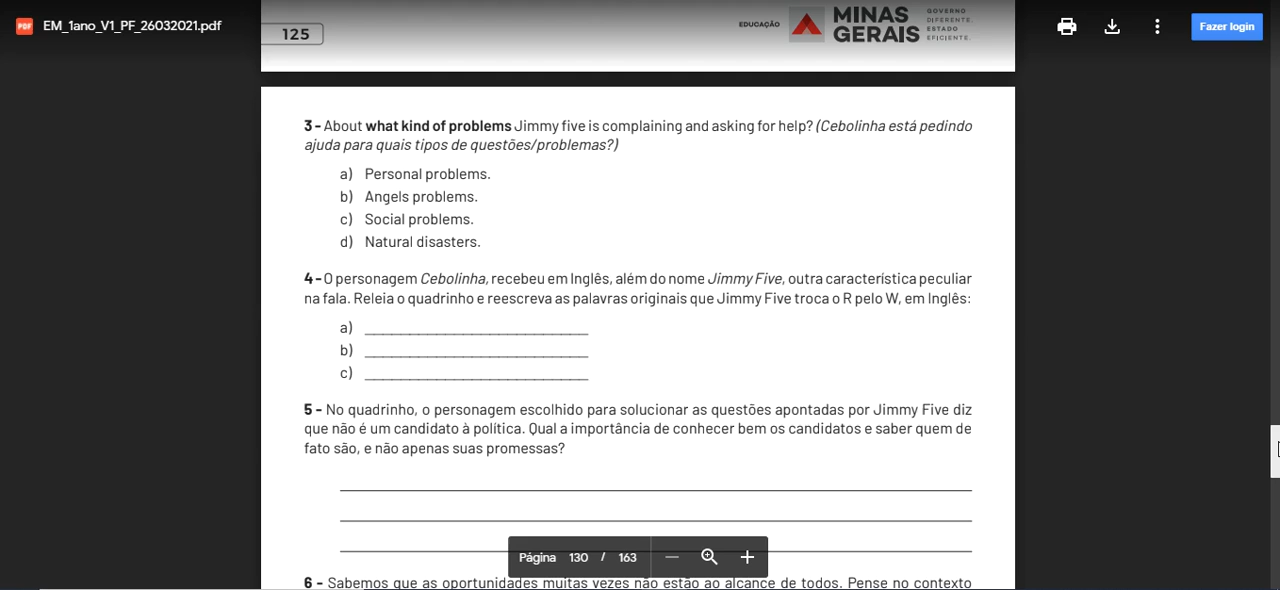 EM_1ano_V1_PF_26032021.pdf
Fazer login
125
EDUCAÇÃO
MINAS
GERAIS
GOVERNO
DIFERENTE.
ESTADO
EFICIENTE.
3 - About what kind of problems Jimmy five is complaining and asking for help? (Cebolinha está pedindo
ajuda para quais tipos de questões/problemas?)
a) Personal problems.
b) Angels problems.
c) Social problems.
d) Natural disasters.
4 - O personagem Cebolinha, recebeu em Inglês, além do nome Jimmy Five, outra característica peculiar
na fala. Releia o quadrinho e reescreva as palavras originais que Jimmy Five troca o R pelo W, em Inglês:
a) ___________________________
b) ___________________________
c) ___________________________
5 - No quadrinho, o personagem escolhido para solucionar as questões apontadas por Jimmy Five diz
que não é um candidato à política. Qual a importância de conhecer bem os candidatos e saber quem de
fato são, e não apenas suas promessas?
Página 130 / 163
6 - Sabemos que as oportunidades muitas vezes não estão ao alcance de todos. Pense no contexto